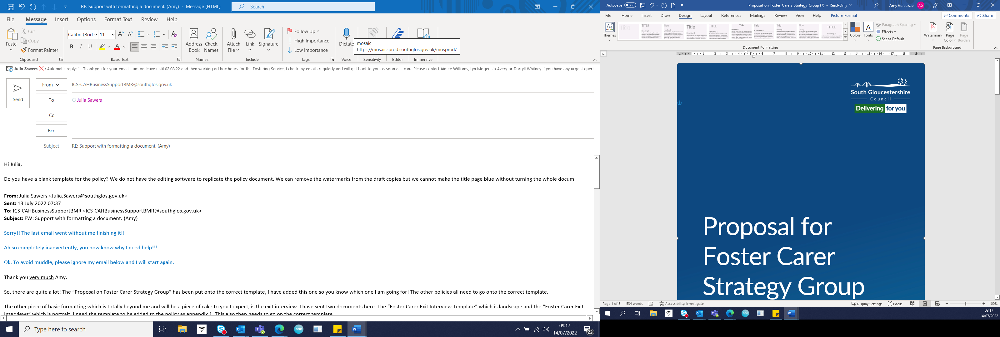 RE: Support with formatting a document. (Amy) - Message (HTML)
Search
File Message Insert Options Format Text Review Help
Paste
Cut
Copy
Format Painter
Clipboard
Calibri (Bod 11
B I U
Basic Text
Address Book
Check Names
Names
Attach File
Link
Signature
Include
Follow Up
High Importance
Low Importance
Tags
Dictate
Voice
Sensitivity
Editor
Immersive
mosaic
https://mosaic-prod.southglos.gov.uk/mosprod/
Julia Sawers : Automatic reply: " Thank you for your email. I am on leave until 02.08.22 and then working ad hoc hours for the Fostering Service, I check my emails regularly and will get back to you as soon as I can. Please contact Aimee Williams, Lyn Moger, Jo Avery or Darryll Whitney if you have any urgent queri...
Send
From ICS-CAHBusinessSupportBMR@southglos.gov.uk
To Julia Sawers
Cc
Bcc
Subject RE: Support with formatting a document. (Amy)
Hi Julia,
Do you have a blank template for the policy? We do not have the editing software to replicate the policy document. We can remove the watermarks from the draft copies but we cannot make the title page blue without turning the whole docum
From: Julia Sawers <Julia.Sawers@southglos.gov.uk>
Sent: 13 July 2022 07:37
To: ICS-CAHBusinessSupportBMR <ICS-CAHBusinessSupportBMR@southglos.gov.uk>
Subject: FW: Support with formatting a document. (Amy)
Sorry!! The last email went without me finishing it!!
Ah so completely inadvertently, you now know why I need help!!!
Ok. To avoid muddle, please ignore my email below and I will start again.
Thank you very much Amy.
So, there are quite a lot! The “Proposal on Foster Carer Strategy Group” has been put onto the correct template, I have added this one so you know which one I am going for! The other policies all need to go onto the correct template.
The other piece of basic formatting which is totally beyond me and will be a piece of cake to you I expect, is the exit interview. I have sent two documents here. The “Foster Carer Exit Interview Template” which is landscape and the “Foster Carer Exit
Interviews” which is portrait. I need the template to be added to the policy as appendix 1. This also then needs to go on the correct template.
Type here to search
one
09:17
14/07/2022
23
AutoSave Off
Proposal_on_Foster_Carers_Strategy_Group (7) - Read-Only
Amy Galeozzie AG
File Home Insert Draw Design Layout References Mailings Review View Help Picture Format
Comments Share
Themes
Document Formatting
Colors
Fonts
Paragraph Spacing
Effects
Set as Default
Watermark
Page Color
Page Borders
Page Background
South Gloucestershire
Council
Delivering for you
Proposal for
Foster Carer
Strategy Group
Page 1 of 5 534 words Accessibility: Investigate
Display Settings Focus 100%
one
09:17
14/07/2022